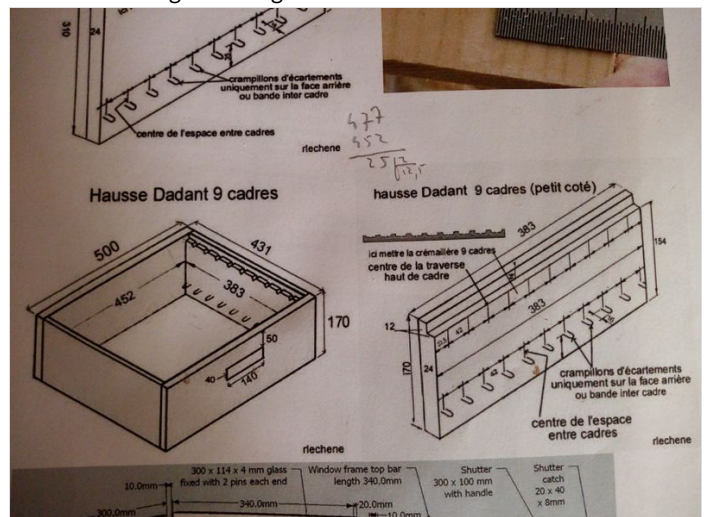 310
24
crampillons d'écartements
uniquement sur la face arrière
ou bande inter cadre
centre de l'espace entre cadres
rlechene
477
452
25
2
12,5
Hausse Dadant 9 cadres
500
431
452
383
170
50
40
140
rlechene
hausse Dadant 9 cadres (petit coté)
383
154
ici mettre la crémaillère 9 cadres
centre de la traverse
haut de cadre
383
12
42
170
24
42
crampillons d'écartements
uniquement sur la face arrière
ou bande inter cadre
centre de l'espace
entre cadres
rlechene
300 x 114 x 4 mm glass
fixed with 2 pins each end
Window frame top bar
length 340.0mm
Shutter
300 x 100 mm
with handle
Shutter
catch
20 x 40
x 8mm
10.0mm
340.0mm
20.0mm
10.0mm
300.0mm